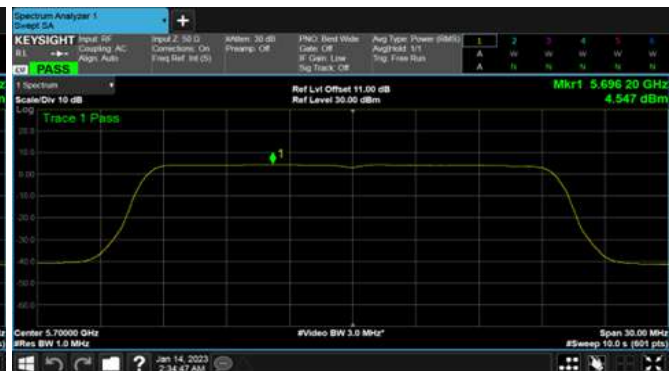 Spectrum Analyzer 1
Swept SA
+
KEYSIGHT Input: RF
R L Coupling: AC
Align: Auto
Input Z: 50 Ω
Corrections: On
Freq Ref: Int (S)
#Atten: 30 dB
Preamp: Off
PNO: Best Wide
Gate: Off
IF Gain: Low
Sig Track: Off
Avg Type: Power (RMS)
Avg|Hold: 1/1
Trig: Free Run
1 2 3 4 5 6
A W W W W W
A N N N N N
PASS
1 Spectrum
Scale/Div 10 dB
Ref Lvl Offset 11.00 dB
Ref Level 30.00 dBm
Mkr1 5.696 20 GHz
4.547 dBm
Log
Trace 1 Pass
20.0
10.0
0.00
-10.0
-20.0
-30.0
-40.0
-50.0
-60.0
1
Center 5.70000 GHz
#Res BW 1.0 MHz
#Video BW 3.0 MHz*
Span 30.00 MHz
#Sweep 10.0 s (601 pts)
?
Jan 14, 2023
2:34:47 AM